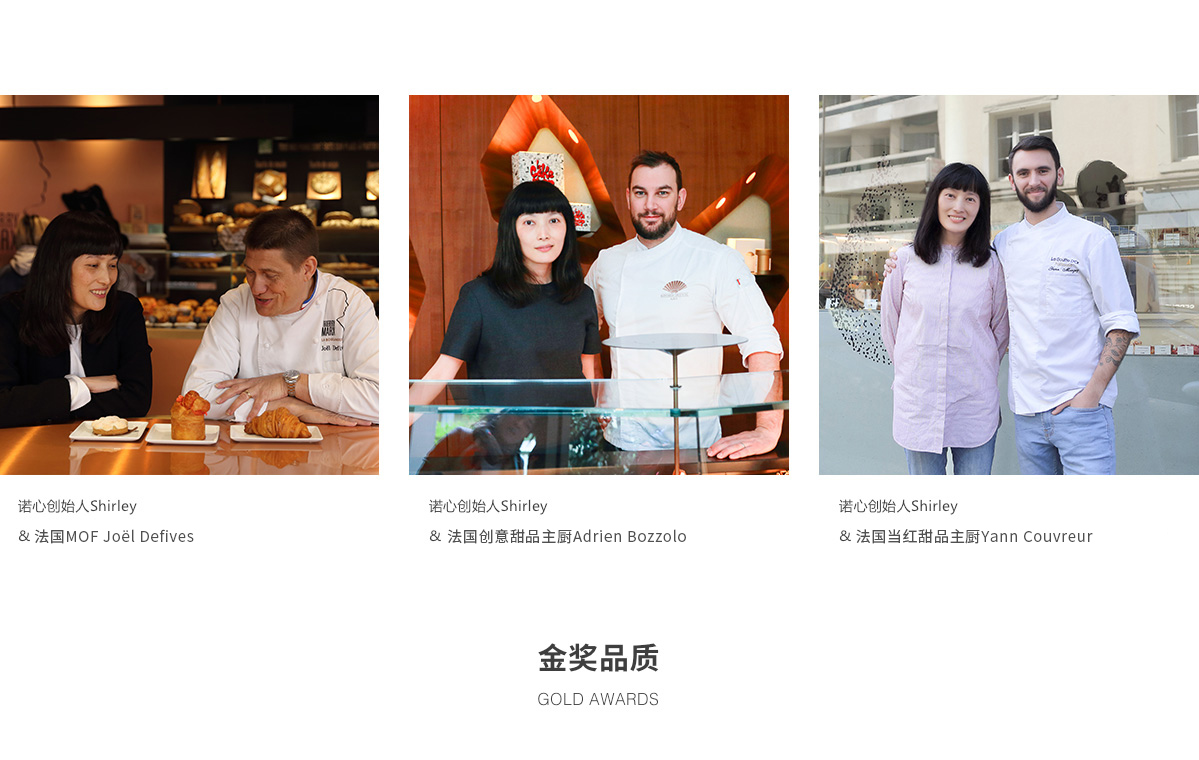 诺心创始人Shirley
& 法国MOF Joël Defives
诺心创始人Shirley
& 法国创意甜品主厨Adrien Bozzolo
诺心创始人Shirley
& 法国当红甜品主厨Yann Couvreur
金奖品质
GOLD AWARDS